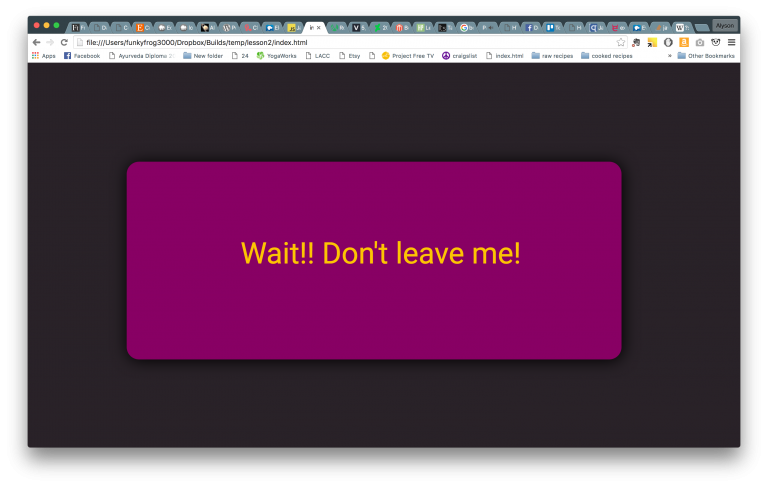 Alyson
file:///Users/funkyfrog3000/Dropbox/Builds/temp/lesson2/index.html
Apps Facebook Ayurveda Diploma New folder 24 YogaWorks LACC Etsy Project Free TV craigslist index.html raw recipes cooked recipes » Other Bookmarks
Wait!! Don't leave me!